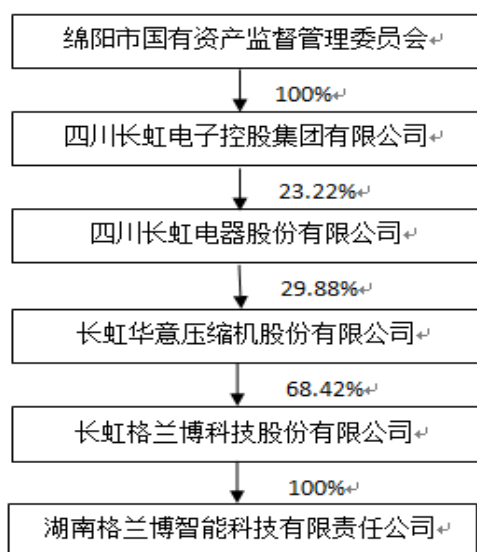 绵阳市国有资产监督管理委员会
100%
四川长虹电子控股集团有限公司
23.22%
四川长虹电器股份有限公司
29.88%
长虹华意压缩机股份有限公司
68.42%
长虹格兰博科技股份有限公司
100%
湖南格兰博智能科技有限责任公司